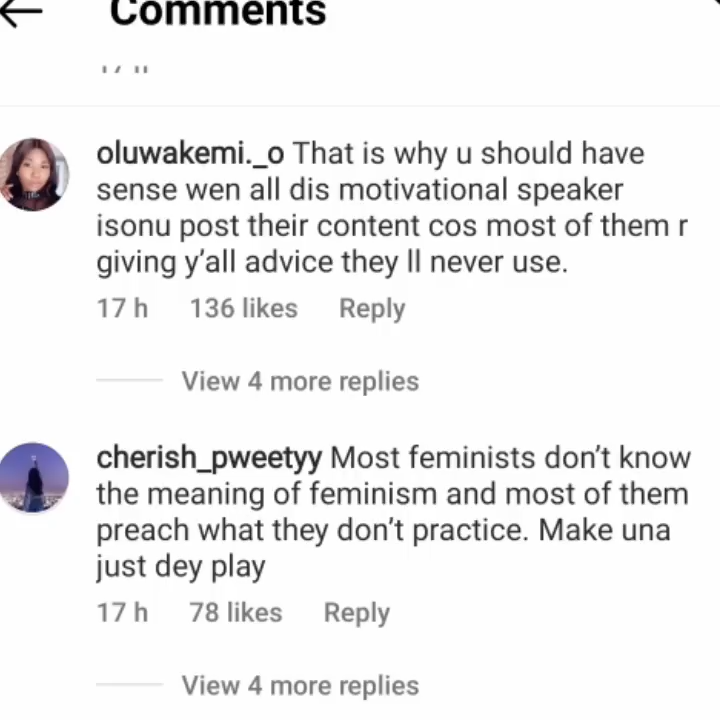 Comments
oluwakemi._o That is why u should have
sense wen all dis motivational speaker
isonu post their content cos most of them r
giving y'all advice they ll never use.
17 h 136 likes Reply
View 4 more replies
cherish_pweetyy Most feminists don't know
the meaning of feminism and most of them
preach what they don't practice. Make una
just dey play
17 h 78 likes Reply
View 4 more replies